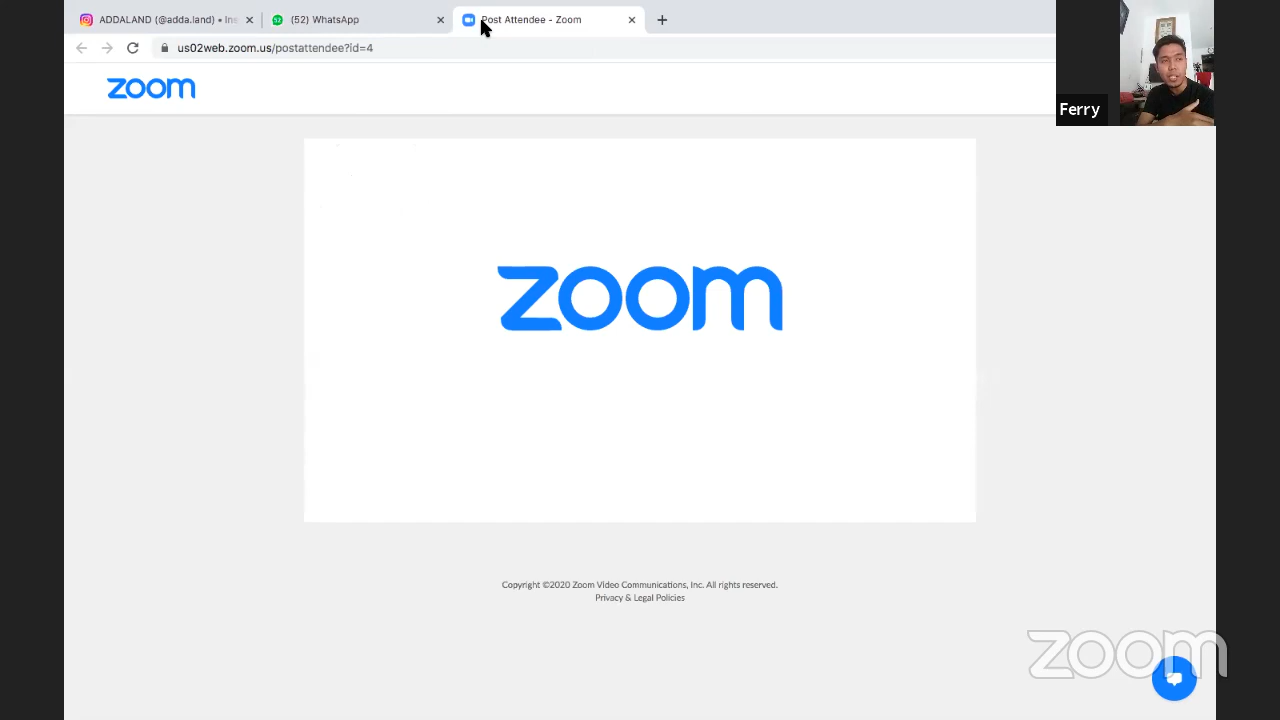 ADDALAND (@adda.land) • Ins
(52) WhatsApp
Post Attendee - Zoom
us02web.zoom.us/postattendee?id=4
zoom
Ferry
zoom
Copyright ©2020 Zoom Video Communications, Inc. All rights reserved.
Privacy & Legal Policies
zoom